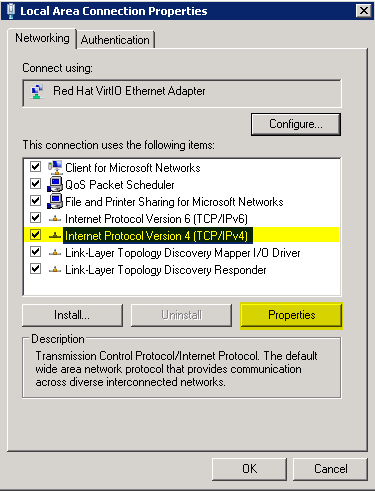 Local Area Connection Properties
Networking
Authentication
Connect using:
Red Hat VirtIO Ethernet Adapter
Configure...
This connection uses the following items:
Client for Microsoft Networks
QoS Packet Scheduler
File and Printer Sharing for Microsoft Networks
Internet Protocol Version 6 (TCP/IPv6)
Internet Protocol Version 4 (TCP/IPv4)
Link-Layer Topology Discovery Mapper I/O Driver
Link-Layer Topology Discovery Responder
Install...
Uninstall
Properties
Description
Transmission Control Protocol/Internet Protocol. The default
wide area network protocol that provides communication
across diverse interconnected networks.
OK
Cancel